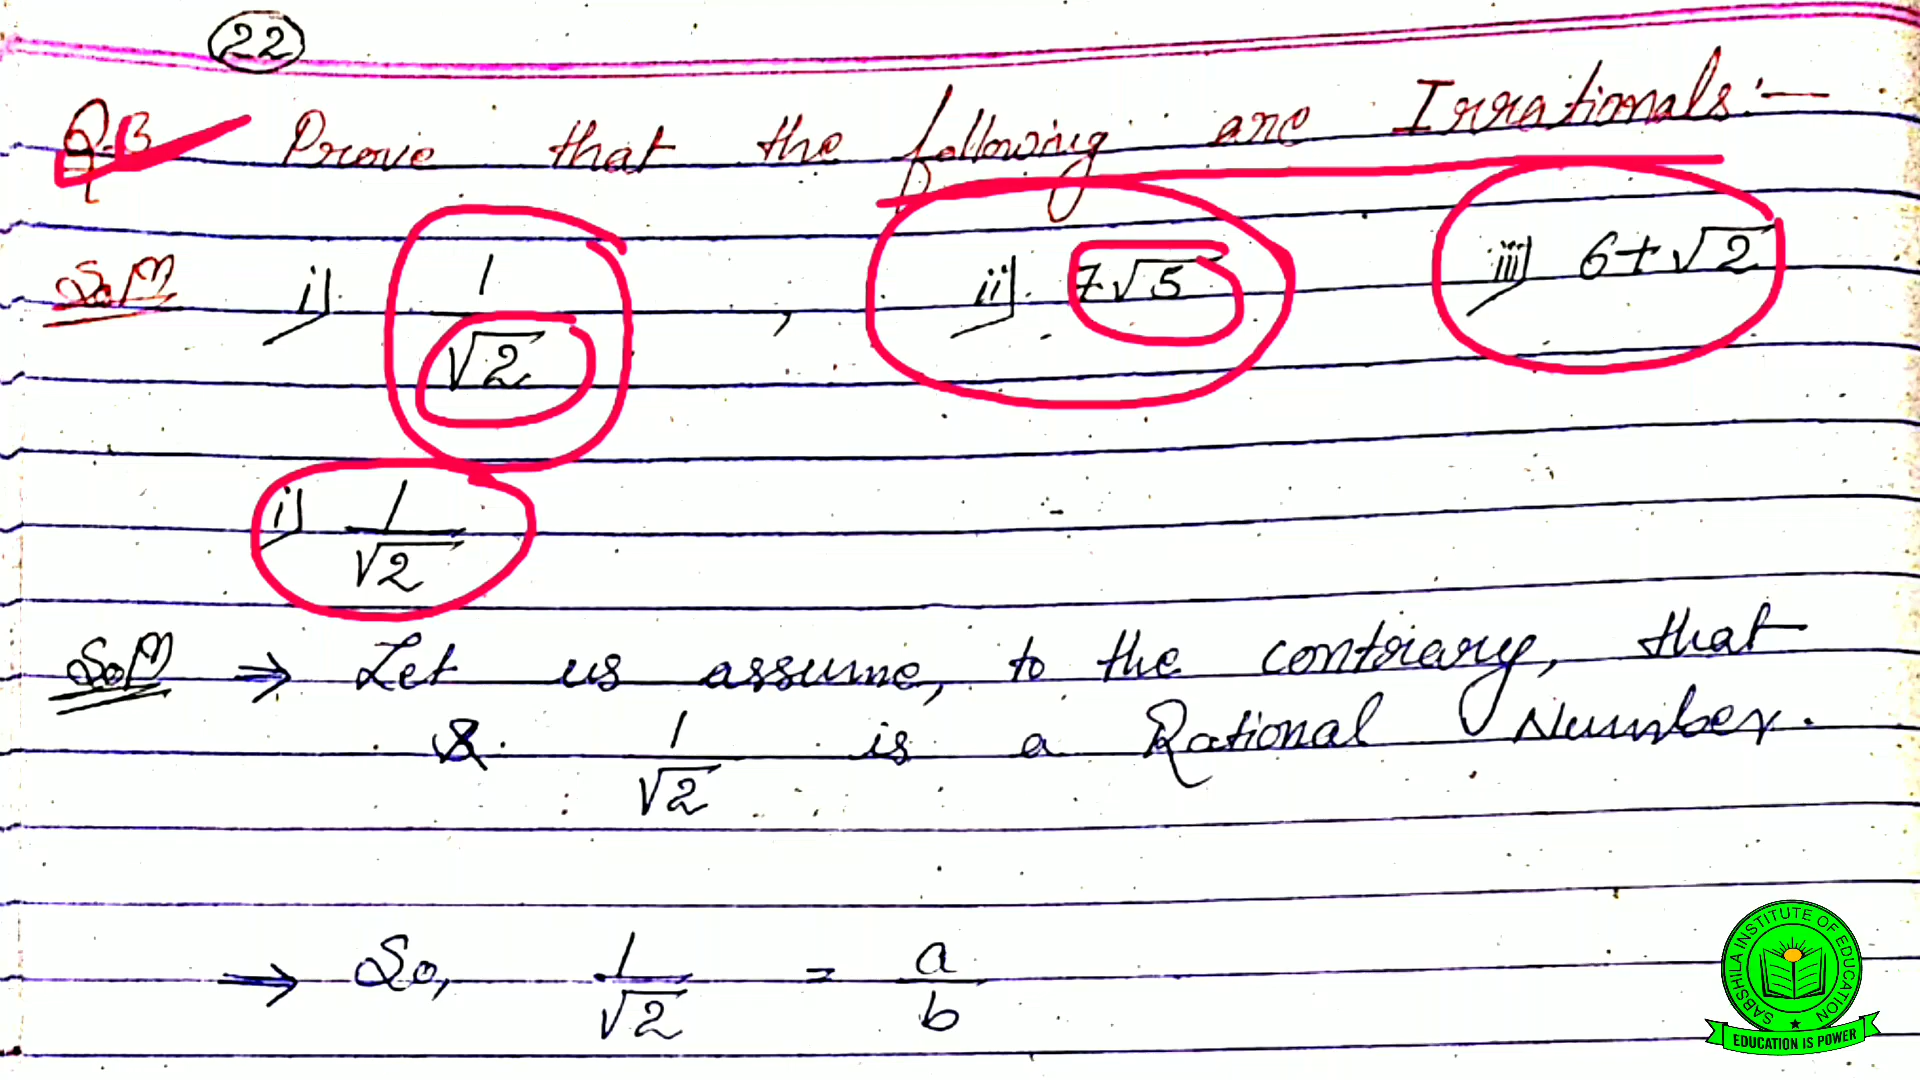 22
Q.3 Prove that the following are Irrationals:—
Soln i) 1/√2 , ii) 7√5 iii) 6+√2
i) 1/√2
Soln ⇒ Let us assume, to the contrary, that
1/√2 is a Rational Number.
⇒ So, 1/√2 = a/b
SABSHILA INSTITUTE OF EDUCATION
EDUCATION IS POWER